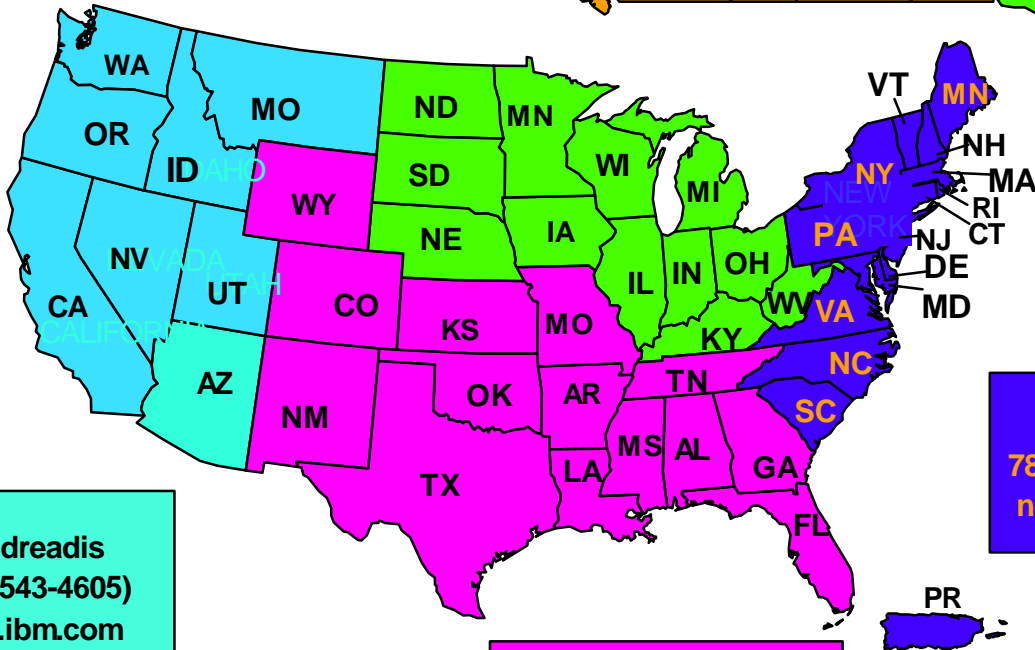 WA
MO
ND
MN
VT
MN
OR
WI
NH
ID
IDAHO
SD
MI
NY
MA
WY
NEW
YORK
RI
NE
IA
PA
NJ
CT
NV
NEVADA
OH
DE
UT
UTAH
IL
IN
CA
CALIFORNIA
CO
KS
MO
WV
VA
MD
KY
AZ
OK
AR
TN
NC
NM
SC
MS
AL
TX
LA
GA
78
n
FL
dreadis
543-4605)
.ibm.com
PR